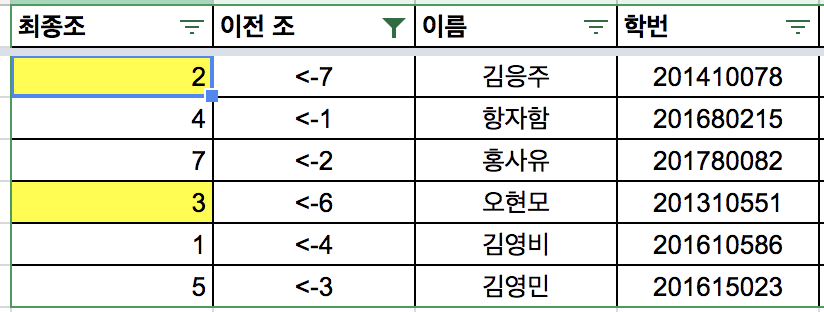 최종조 이전 조 이름 학번
2 <-7 김응주 201410078
4 <-1 항자함 201680215
7 <-2 홍사유 201780082
3 <-6 오현모 201310551
1 <-4 김영비 201610586
5 <-3 김영민 201615023